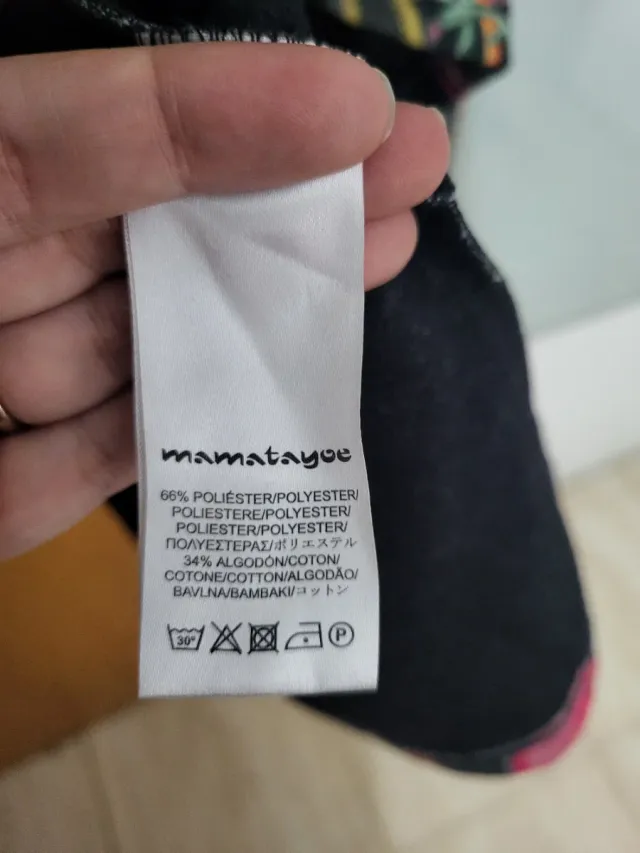 mamatayoe
66% POLIÉSTER/POLYESTER/
POLIESTERE/POLYESTER/
POLIESTER/POLYESTER/
ΠΟΛΥΕΣΤΕΡΑΣ/ポリエステル
34% ALGODÓN/COTON/
COTONE/COTTON/ALGODÃO/
BAVLNA/BAMBAKI/コットン
30° P